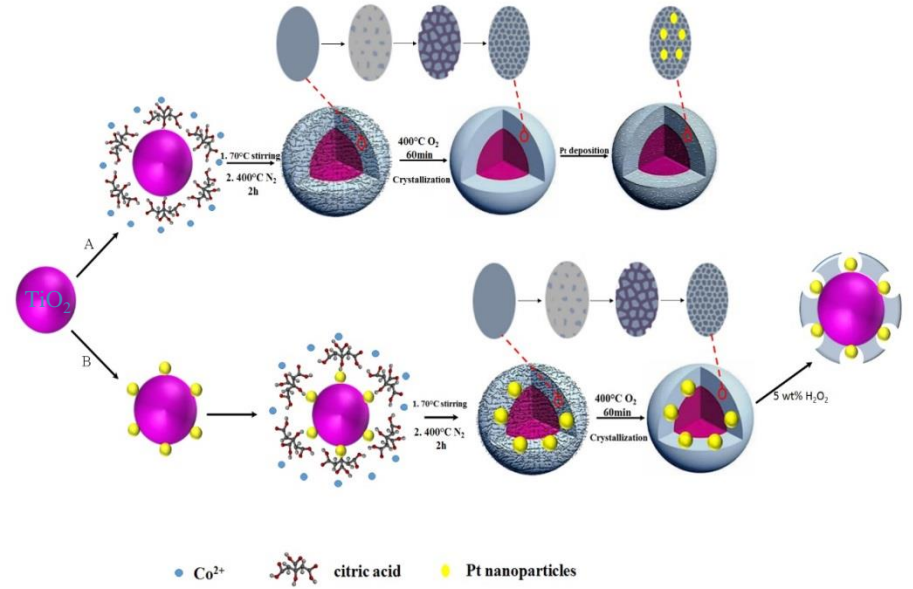 1. 70°C stirring
2. 400°C N₂
2h
400°C O₂
60min
Crystallization
Pt deposition
A
TiO₂
B
1. 70°C stirring
2. 400°C N₂
2h
400°C O₂
60min
Crystallization
5 wt% H₂O₂
Co²⁺
citric acid
Pt nanoparticles